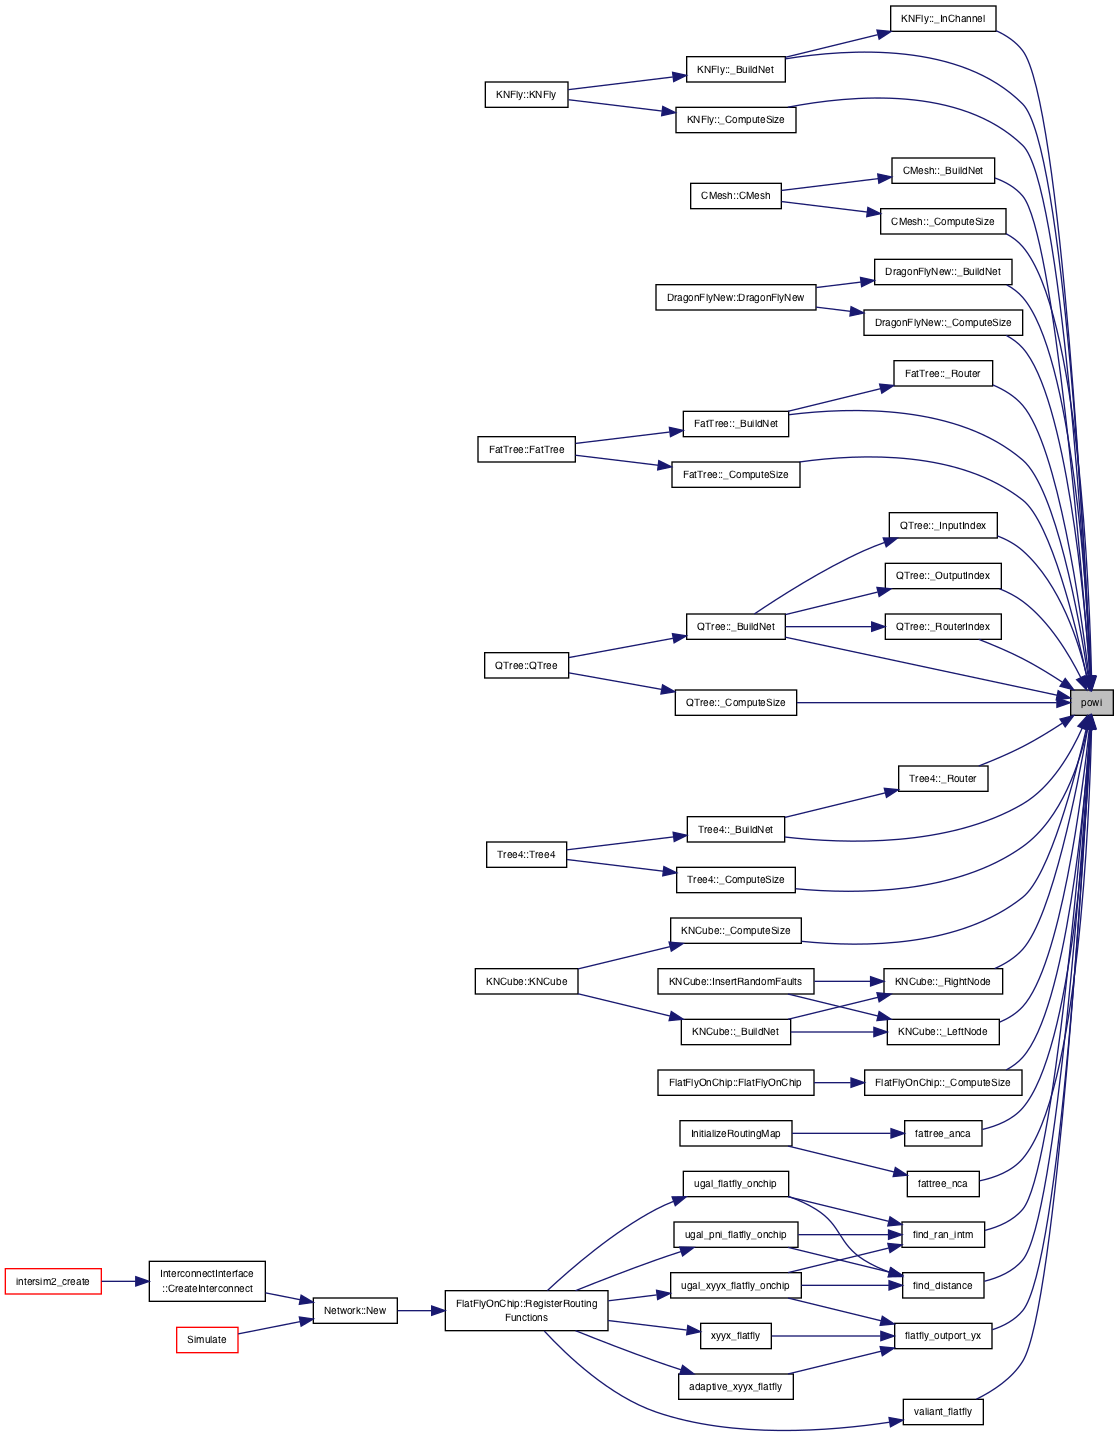 KNFly::_InChannel
KNFly::_BuildNet
KNFly::KNFly
KNFly::_ComputeSize
CMesh::_BuildNet
CMesh::CMesh
CMesh::_ComputeSize
DragonFlyNew::_BuildNet
DragonFlyNew::DragonFlyNew
DragonFlyNew::_ComputeSize
FatTree::_Router
FatTree::_BuildNet
FatTree::FatTree
FatTree::_ComputeSize
QTree::_InputIndex
QTree::_OutputIndex
QTree::_BuildNet
QTree::_RouterIndex
QTree::QTree
QTree::_ComputeSize
powi
Tree4::_Router
Tree4::_BuildNet
Tree4::Tree4
Tree4::_ComputeSize
KNCube::_ComputeSize
KNCube::KNCube
KNCube::InsertRandomFaults
KNCube::_RightNode
KNCube::_BuildNet
KNCube::_LeftNode
FlatFlyOnChip::FlatFlyOnChip
FlatFlyOnChip::_ComputeSize
InitializeRoutingMap
fattree_anca
ugal_flatfly_onchip
fattree_nca
ugal_pni_flatfly_onchip
find_ran_intm
intersim2_create
InterconnectInterface
::CreateInterconnect
ugal_xyyx_flatfly_onchip
find_distance
Network::New
FlatFlyOnChip::RegisterRouting
Functions
Simulate
xyyx_flatfly
flatfly_outport_yx
adaptive_xyyx_flatfly
valiant_flatfly